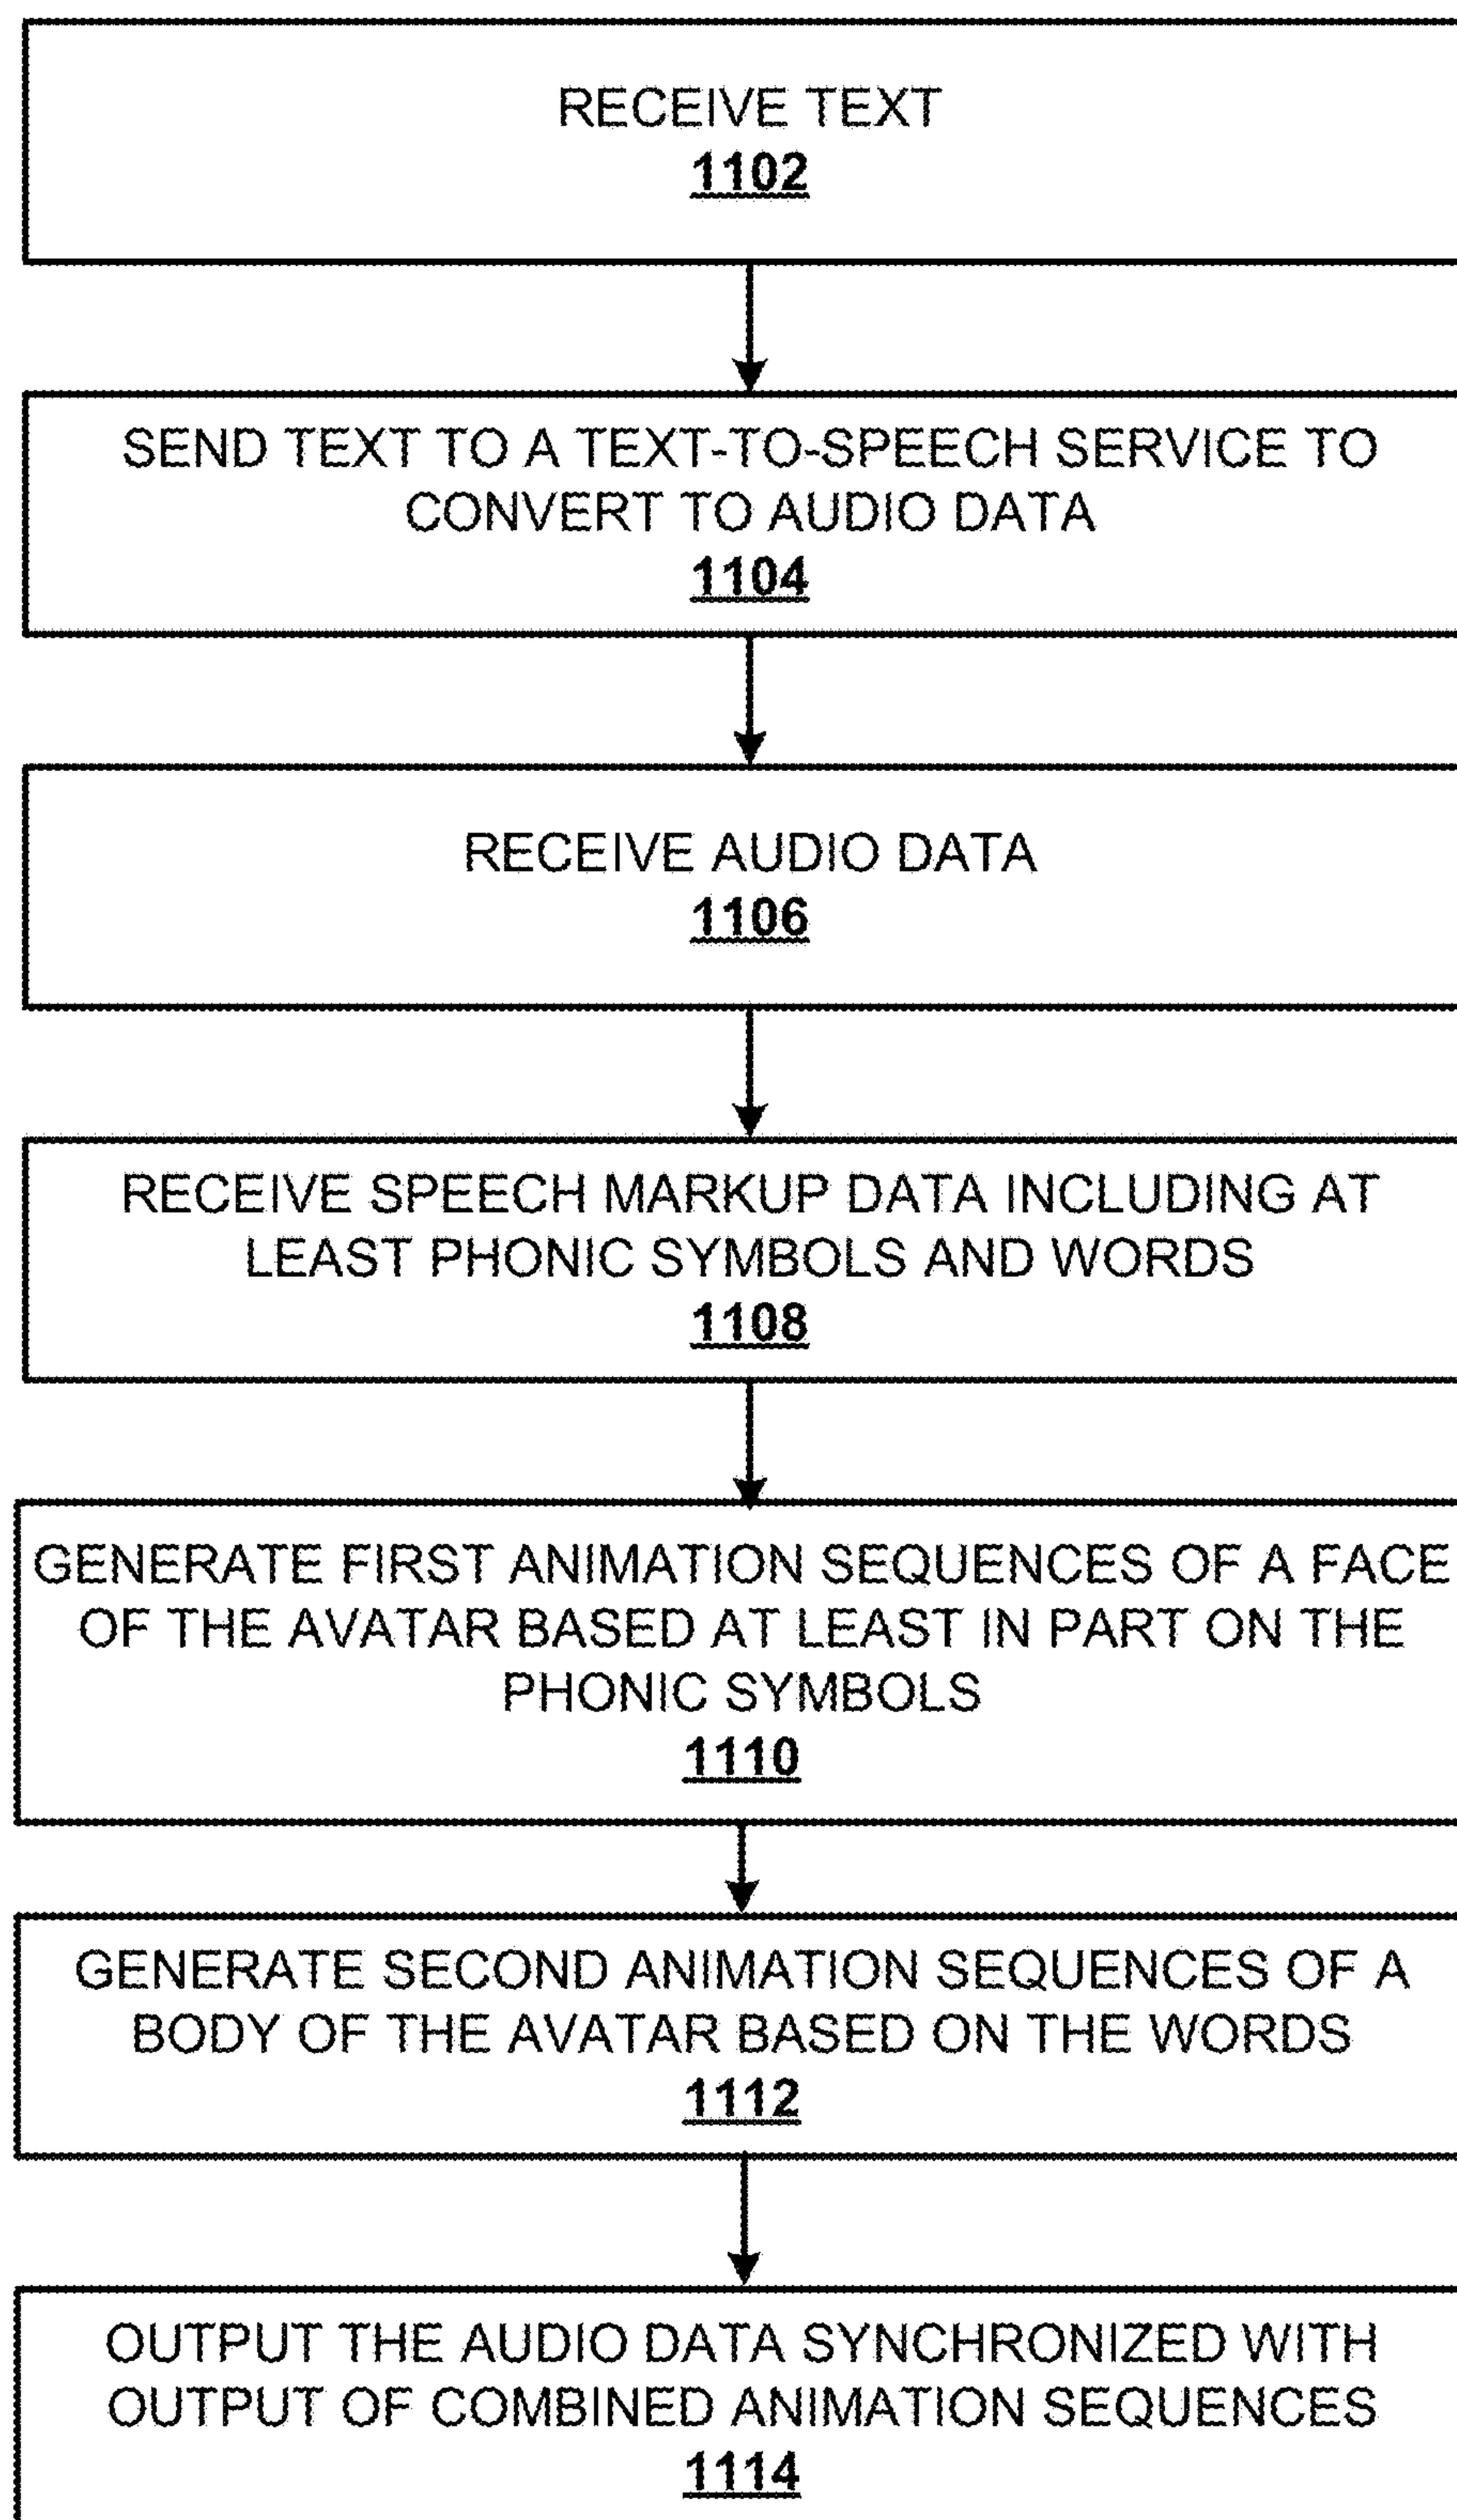 RECEIVE TEXT
1102
SEND TEXT TO A TEXT-TO-SPEECH SERVICE TO
CONVERT TO AUDIO DATA
1104
RECEIVE AUDIO DATA
1106
RECEIVE SPEECH MARKUP DATA INCLUDING AT
LEAST PHONIC SYMBOLS AND WORDS
1108
GENERATE FIRST ANIMATION SEQUENCES OF A FACE
OF THE AVATAR BASED AT LEAST IN PART ON THE
PHONIC SYMBOLS
1110
GENERATE SECOND ANIMATION SEQUENCES OF A
BODY OF THE AVATAR BASED ON THE WORDS
1112
OUTPUT THE AUDIO DATA SYNCHRONIZED WITH
OUTPUT OF COMBINED ANIMATION SEQUENCES
1114